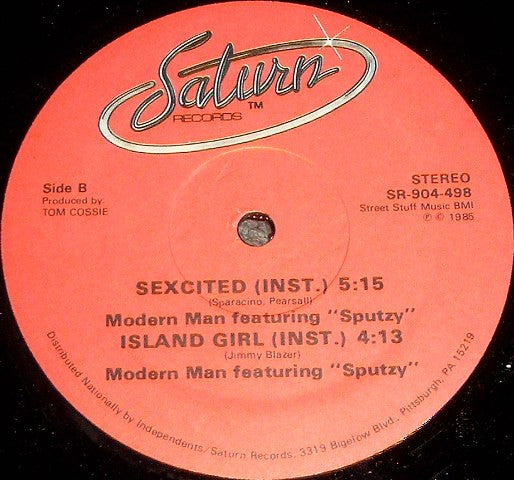 Saturn
TM
RECORDS
Side B
Produced by
TOM COSSIE
STEREO
SR-904-498
Street Stuff Music BMI
℗ © 1985
SEXCITED (INST.) 5:15
(Sparacino, Pearsall)
Modern Man featuring "Sputzy"
ISLAND GIRL (INST.) 4:13
(Jimmy Blazer)
Modern Man featuring "Sputzy"
Distributed Nationally by Independents/Saturn Records, 3319 Bigelow Blvd., Pittsburgh, PA 15219